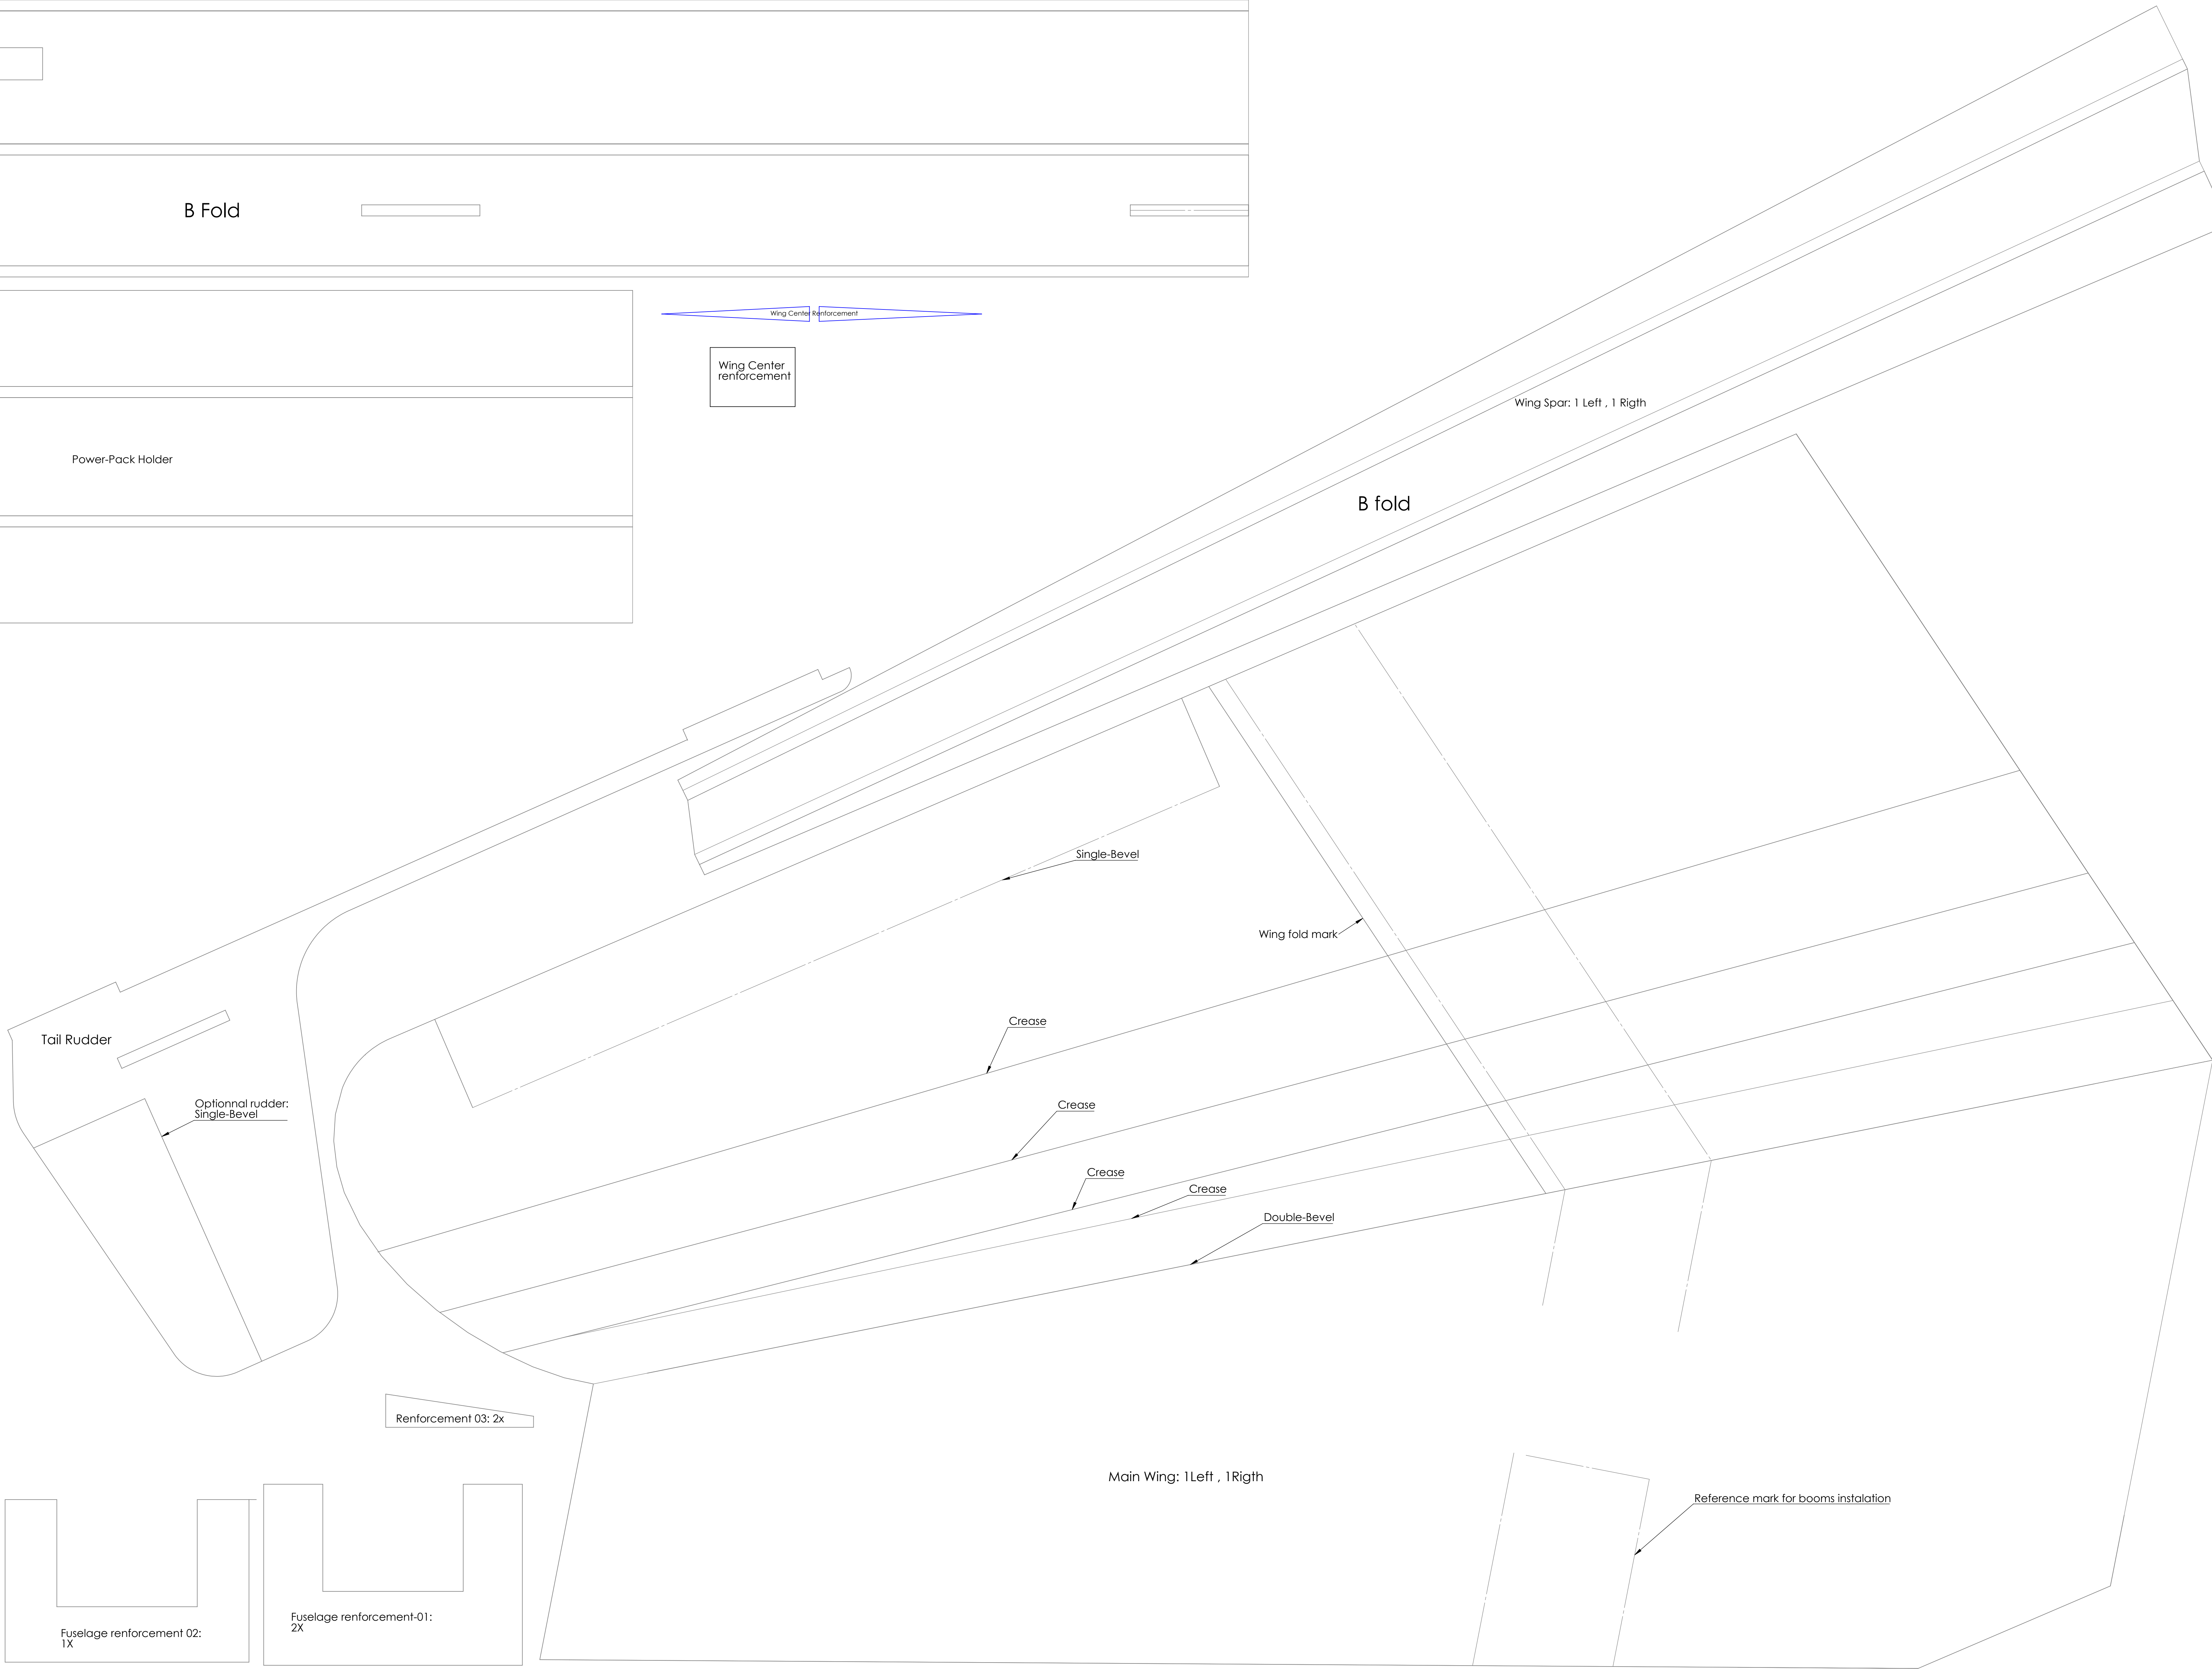 B Fold
Wing Center Renforcement
Wing Center
renforcement
Wing Spar: 1 Left , 1 Rigth
Power-Pack Holder
B fold
Single-Bevel
Wing fold mark
Crease
Tail Rudder
Optionnal rudder:
Single-Bevel
Crease
Crease
Crease
Double-Bevel
Renforcement 03: 2x
Main Wing: 1Left , 1Rigth
Reference mark for booms instalation
Fuselage renforcement-01:
2X
Fuselage renforcement 02:
1X